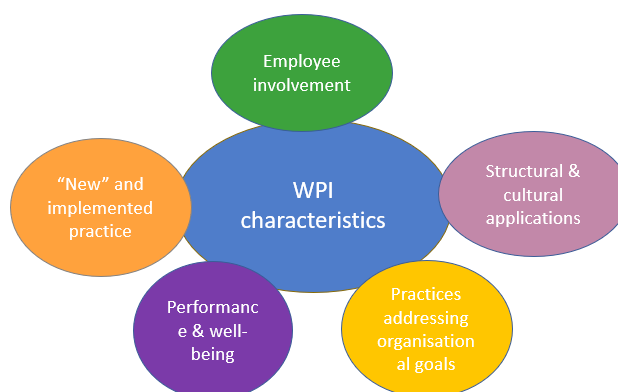 Employee
involvement
WPI
characteristics
Structural &
cultural
applications
“New” and
implemented
practice
Performanc
e & well-
being
Practices
addressing
organisation
al goals